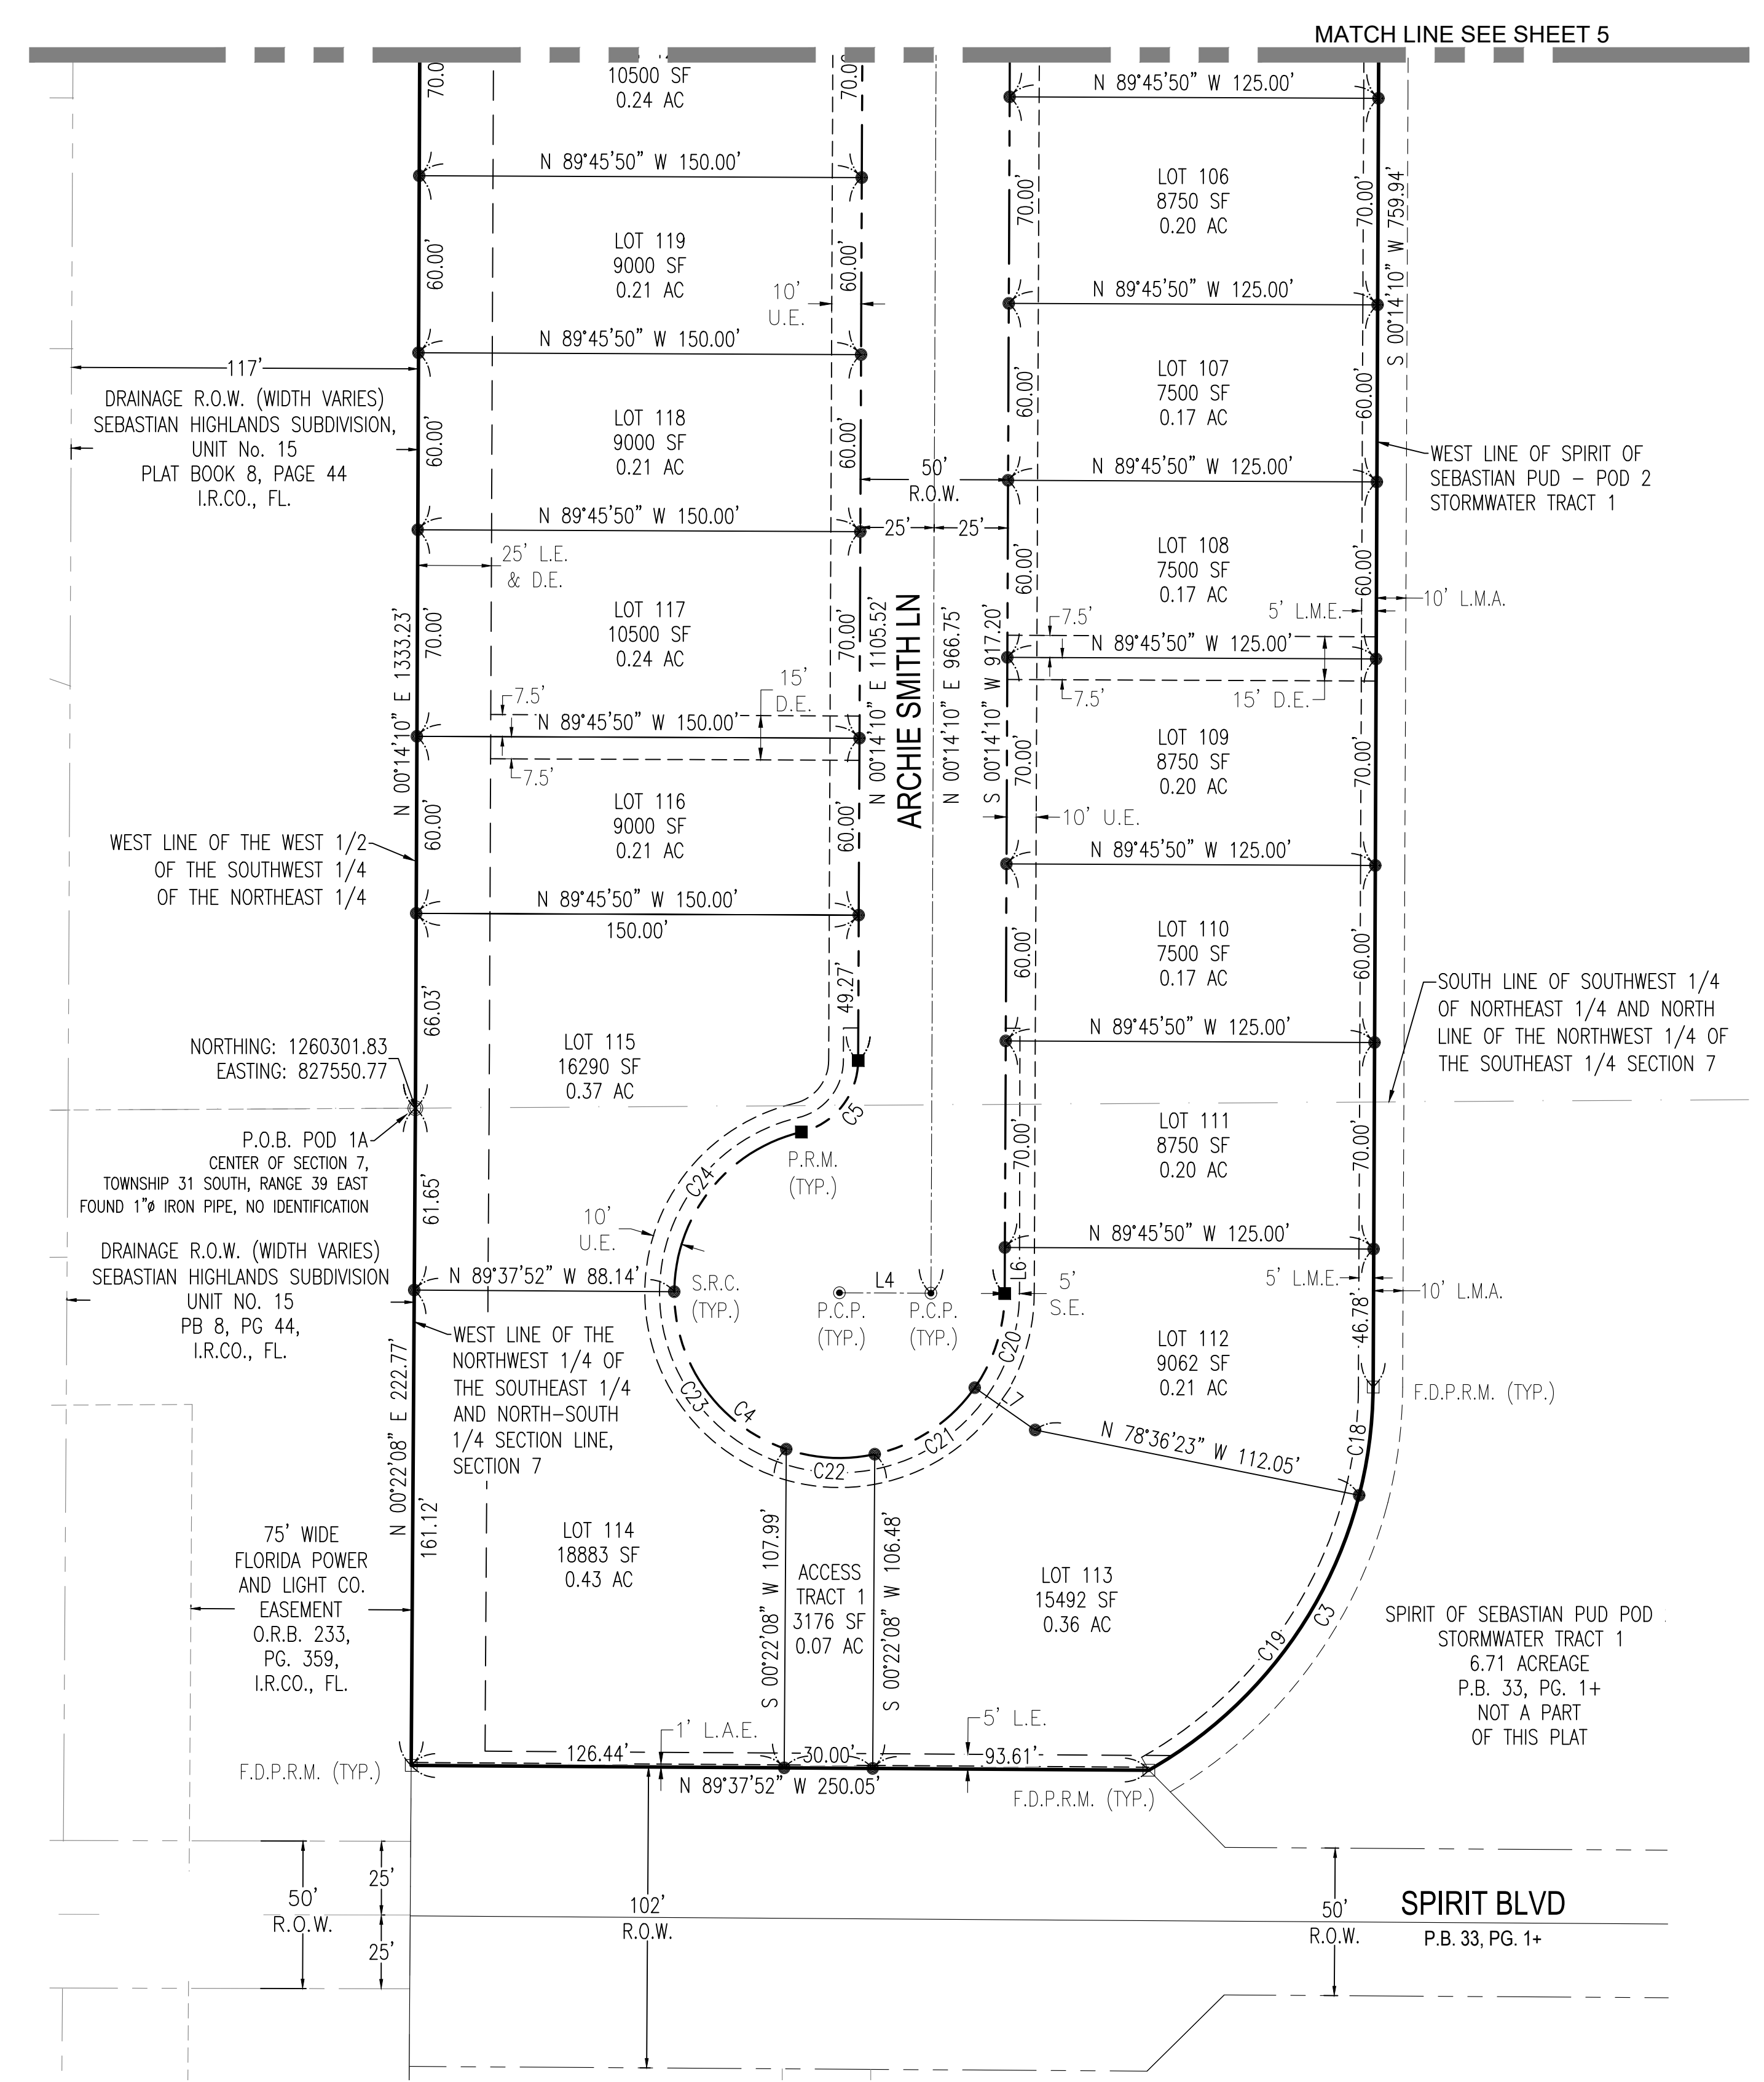 MATCH LINE SEE SHEET 5
70.0
10500 SF
0.24 AC
70.0
N 89°45'50" W 125.00'
N 89°45'50" W 150.00'
LOT 106
8750 SF
0.20 AC
70.00'
70.00'
S 00°14'10" W 759.94'
LOT 119
9000 SF
0.21 AC
60.00'
60.00'
10'
U.E.
N 89°45'50" W 125.00'
N 89°45'50" W 150.00'
117'
DRAINAGE R.O.W. (WIDTH VARIES)
SEBASTIAN HIGHLANDS SUBDIVISION,
UNIT No. 15
PLAT BOOK 8, PAGE 44
I.R.CO., FL.
LOT 118
9000 SF
0.21 AC
60.00'
60.00'
LOT 107
7500 SF
0.17 AC
60.00'
60.00'
WEST LINE OF SPIRIT OF
SEBASTIAN PUD – POD 2
STORMWATER TRACT 1
50'
R.O.W.
25'
25'
N 89°45'50" W 125.00'
N 89°45'50" W 150.00'
25' L.E.
& D.E.
LOT 108
7500 SF
0.17 AC
60.00'
60.00'
5' L.M.E.
10' L.M.A.
LOT 117
10500 SF
0.24 AC
70.00'
70.00'
N 00°14'10" E 1333.23'
N 00°14'10" E 1105.52'
ARCHIE SMITH LN
N 00°14'10" E 966.75'
S 00°14'10" W 917.20'
7.5'
N 89°45'50" W 125.00'
7.5'
15' D.E.
7.5'
N 89°45'50" W 150.00'
7.5'
15'
D.E.
LOT 109
8750 SF
0.20 AC
70.00'
70.00'
10' U.E.
LOT 116
9000 SF
0.21 AC
60.00'
60.00'
WEST LINE OF THE WEST 1/2
OF THE SOUTHWEST 1/4
OF THE NORTHEAST 1/4
N 89°45'50" W 125.00'
N 89°45'50" W 150.00'
150.00'
LOT 110
7500 SF
0.17 AC
60.00'
60.00'
SOUTH LINE OF SOUTHWEST 1/4
OF NORTHEAST 1/4 AND NORTH
LINE OF THE NORTHWEST 1/4 OF
THE SOUTHEAST 1/4 SECTION 7
66.03'
49.27'
NORTHING: 1260301.83
EASTING: 827550.77
LOT 115
16290 SF
0.37 AC
N 89°45'50" W 125.00'
C5
P.O.B. POD 1A
CENTER OF SECTION 7,
TOWNSHIP 31 SOUTH, RANGE 39 EAST
FOUND 1"ø IRON PIPE, NO IDENTIFICATION
LOT 111
8750 SF
0.20 AC
70.00'
70.00'
P.R.M.
(TYP.)
C24
61.65'
10'
U.E.
N 89°45'50" W 125.00'
DRAINAGE R.O.W. (WIDTH VARIES)
SEBASTIAN HIGHLANDS SUBDIVISION
UNIT NO. 15
PB 8, PG 44,
I.R.CO., FL.
N 89°37'52" W 88.14'
S.R.C.
(TYP.)
L4
P.C.P.
(TYP.)
P.C.P.
(TYP.)
L6
5'
S.E.
5' L.M.E.
10' L.M.A.
WEST LINE OF THE
NORTHWEST 1/4 OF
THE SOUTHEAST 1/4
AND NORTH–SOUTH
1/4 SECTION LINE,
SECTION 7
LOT 112
9062 SF
0.21 AC
46.78'
F.D.P.R.M. (TYP.)
C20
L7
C23
C4
C21
C22
N 78°36'23" W 112.05'
C18
N 00°22'08" E 222.77'
161.12'
75' WIDE
FLORIDA POWER
AND LIGHT CO.
EASEMENT
O.R.B. 233,
PG. 359,
I.R.CO., FL.
LOT 114
18883 SF
0.43 AC
S 00°22'08" W 107.99'
ACCESS
TRACT 1
3176 SF
0.07 AC
S 00°22'08" W 106.48'
LOT 113
15492 SF
0.36 AC
C19
C3
SPIRIT OF SEBASTIAN PUD POD
STORMWATER TRACT 1
6.71 ACREAGE
P.B. 33, PG. 1+
NOT A PART
OF THIS PLAT
1' L.A.E.
5' L.E.
126.44'
30.00'
93.61'
N 89°37'52" W 250.05'
F.D.P.R.M. (TYP.)
F.D.P.R.M. (TYP.)
25'
50'
R.O.W.
25'
102'
R.O.W.
50'
R.O.W.
SPIRIT BLVD
P.B. 33, PG. 1+